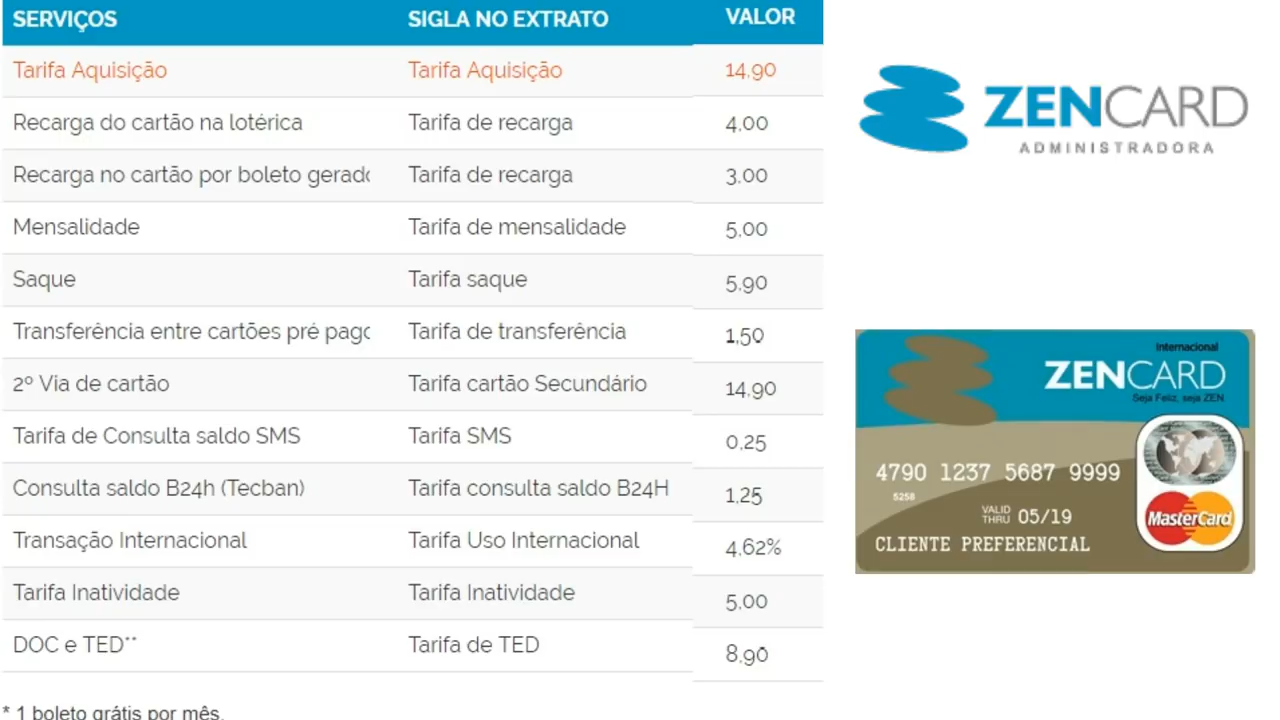 SERVIÇOS SIGLA NO EXTRATO VALOR
Tarifa Aquisição Tarifa Aquisição 14,90
Recarga do cartão na lotérica Tarifa de recarga 4,00
Recarga no cartão por boleto gerado Tarifa de recarga 3,00
Mensalidade Tarifa de mensalidade 5,00
Saque Tarifa saque 5,90
Transferência entre cartões pré pago Tarifa de transferência 1,50
2º Via de cartão Tarifa cartão Secundário 14,90
Tarifa de Consulta saldo SMS Tarifa SMS 0,25
Consulta saldo B24h (Tecban) Tarifa consulta saldo B24H 1,25
Transação Internacional Tarifa Uso Internacional 4,62%
Tarifa Inatividade Tarifa Inatividade 5,00
DOC e TED** Tarifa de TED 8,90
* 1 boleto grátis por mês.
ZENCARD
ADMINISTRADORA
Internacional
ZENCARD
Seja Feliz, seja ZEN.
4790 1237 5687 9999
5258
VALID THRU 05/19
MasterCard
CLIENTE PREFERENCIAL